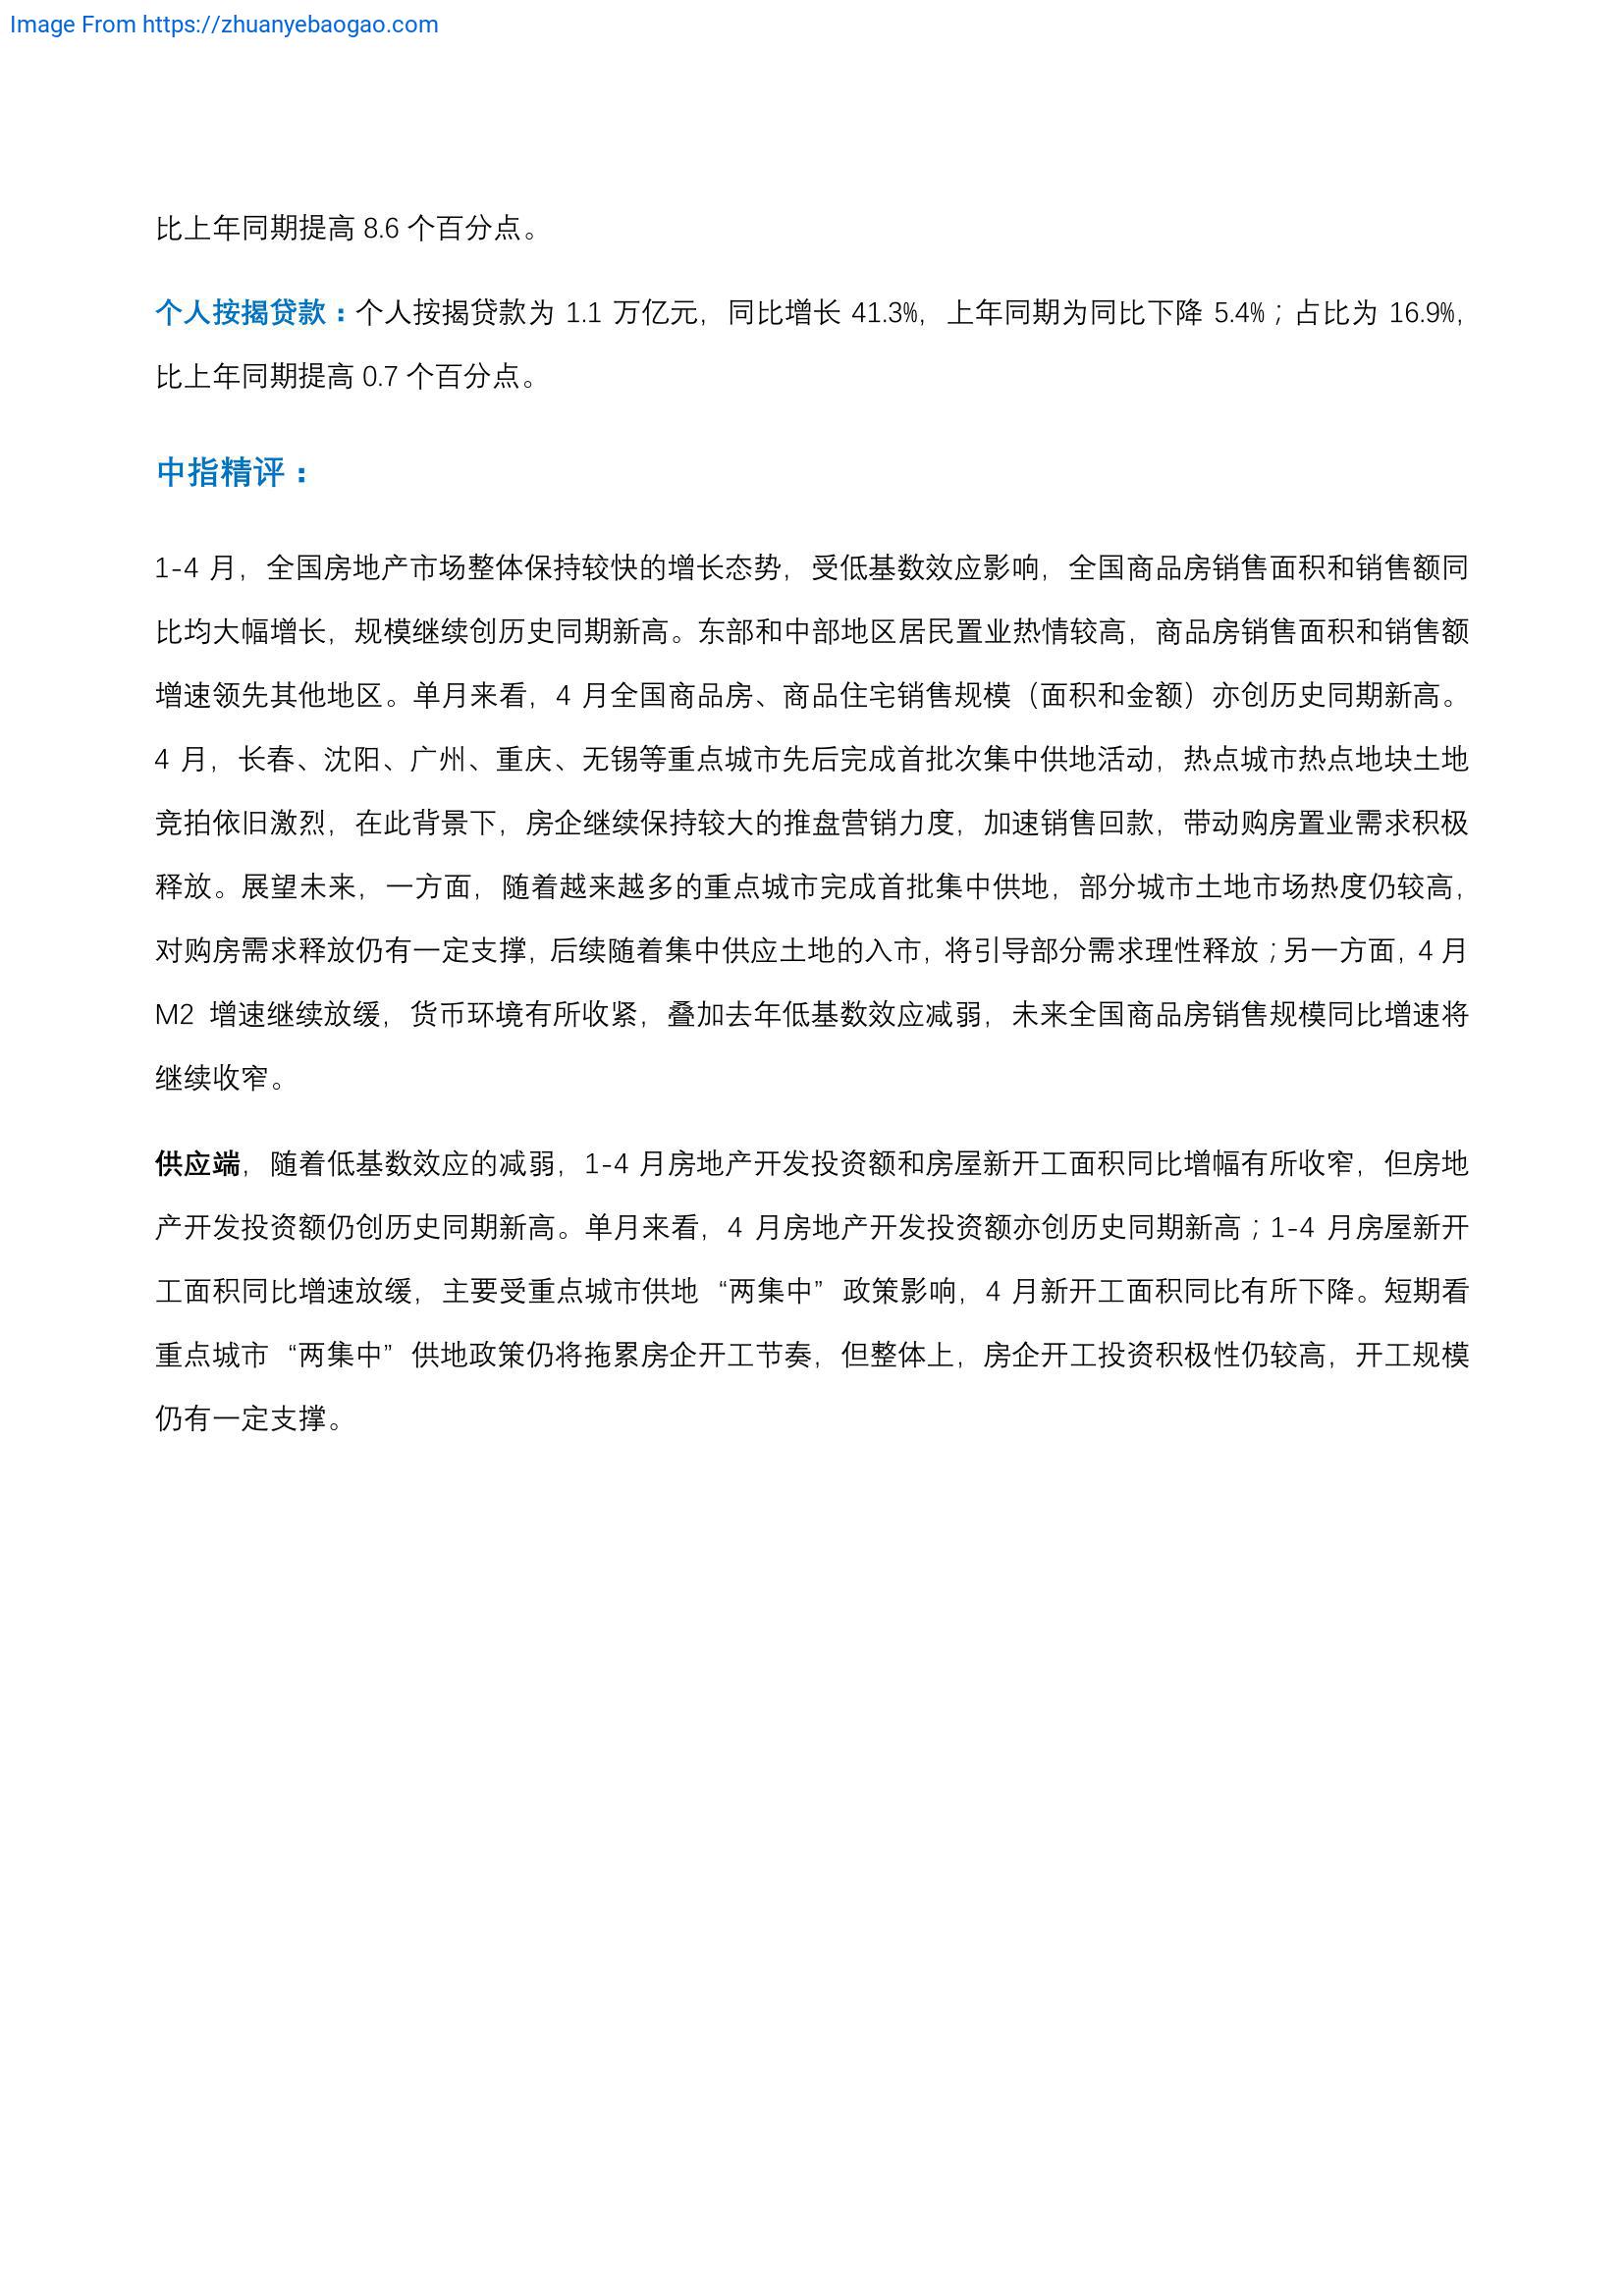 Image From https://zhuanyebaogao.com
比上年同期提高 8.6 个百分点。
个人按揭贷款：个人按揭贷款为 1.1 万亿元，同比增长 41.3%，上年同期为同比下降 5.4%；占比为 16.9%，
比上年同期提高 0.7 个百分点。
中指精评：
1-4 月，全国房地产市场整体保持较快的增长态势，受低基数效应影响，全国商品房销售面积和销售额同
比均大幅增长，规模继续创历史同期新高。东部和中部地区居民置业热情较高，商品房销售面积和销售额
增速领先其他地区。单月来看，4 月全国商品房、商品住宅销售规模（面积和金额）亦创历史同期新高。
4 月，长春、沈阳、广州、重庆、无锡等重点城市先后完成首批次集中供地活动，热点城市热点地块土地
竞拍依旧激烈，在此背景下，房企继续保持较大的推盘营销力度，加速销售回款，带动购房置业需求积极
释放。展望未来，一方面，随着越来越多的重点城市完成首批集中供地，部分城市土地市场热度仍较高，
对购房需求释放仍有一定支撑，后续随着集中供应土地的入市，将引导部分需求理性释放；另一方面，4 月
M2 增速继续放缓，货币环境有所收紧，叠加去年低基数效应减弱，未来全国商品房销售规模同比增速将
继续收窄。
供应端，随着低基数效应的减弱，1-4 月房地产开发投资额和房屋新开工面积同比增幅有所收窄，但房地
产开发投资额仍创历史同期新高。单月来看，4 月房地产开发投资额亦创历史同期新高；1-4 月房屋新开
工面积同比增速放缓，主要受重点城市供地“两集中”政策影响，4 月新开工面积同比有所下降。短期看
重点城市“两集中”供地政策仍将拖累房企开工节奏，但整体上，房企开工投资积极性仍较高，开工规模
仍有一定支撑。